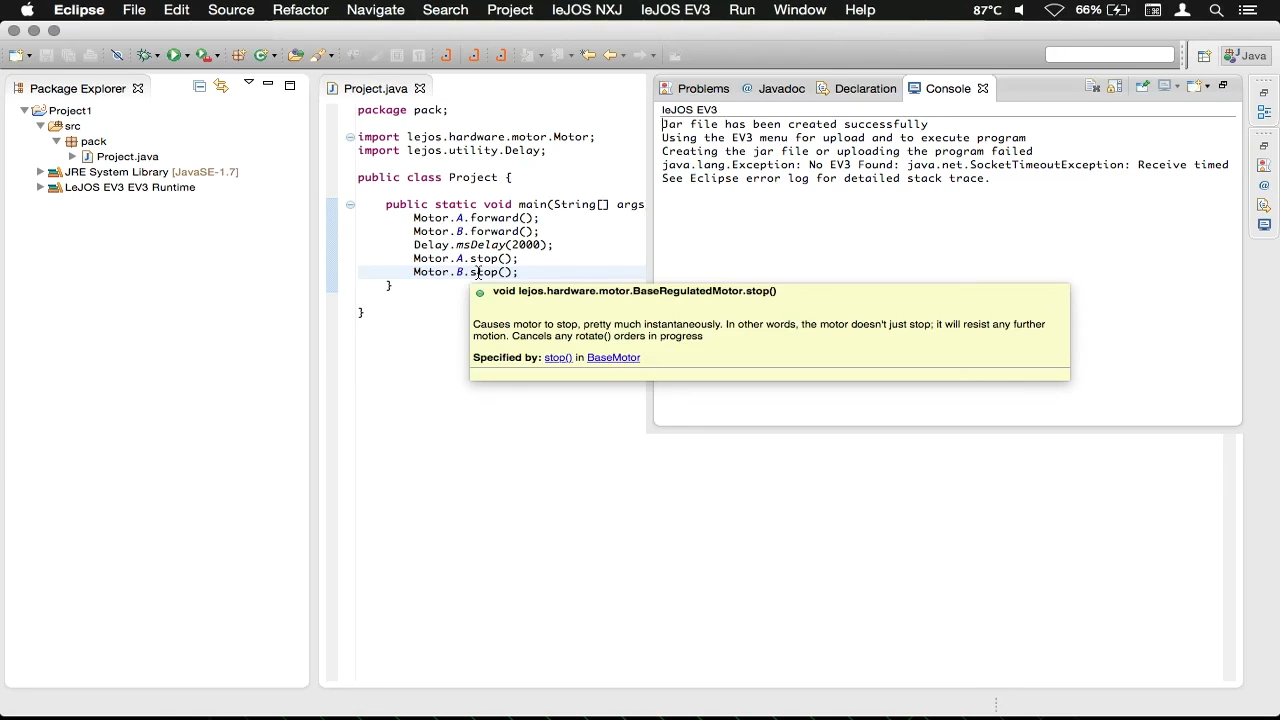 Eclipse File Edit Source Refactor Navigate Search Project leJOS NXJ leJOS EV3 Run Window Help 87°C 66%
Java
Package Explorer
Project1
src
pack
Project.java
JRE System Library [JavaSE-1.7]
LeJOS EV3 EV3 Runtime
Project.java
package pack;
import lejos.hardware.motor.Motor;
import lejos.utility.Delay;
public class Project {
public static void main(String[] args
Motor.A.forward();
Motor.B.forward();
Delay.msDelay(2000);
Motor.A.stop();
Motor.B.stop();
}
}
void lejos.hardware.motor.BaseRegulatedMotor.stop()
Causes motor to stop, pretty much instantaneously. In other words, the motor doesn't just stop; it will resist any further
motion. Cancels any rotate() orders in progress
Specified by: stop() in BaseMotor
Problems Javadoc Declaration Console
leJOS EV3
Jar file has been created successfully
Using the EV3 menu for upload and to execute program
Creating the jar file or uploading the program failed
java.lang.Exception: No EV3 Found: java.net.SocketTimeoutException: Receive timed
See Eclipse error log for detailed stack trace.